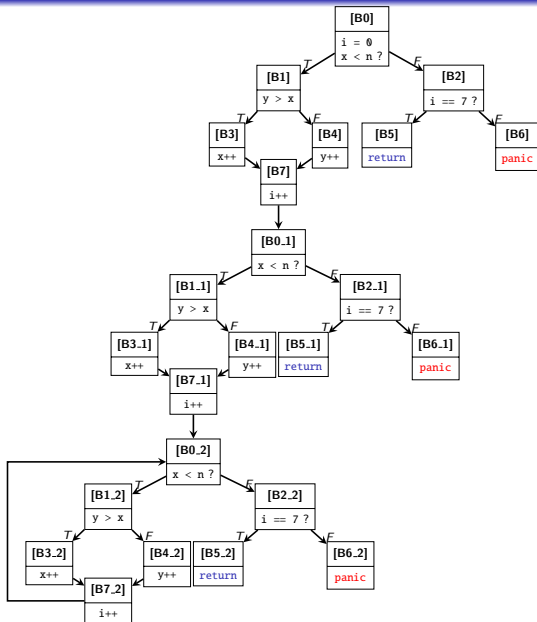 [B0]
i = 0
x < n ?
T
F
[B1]
y > x
[B2]
i == 7 ?
T
F
T
F
[B3]
x++
[B4]
y++
[B5]
return
[B6]
panic
[B7]
i++
[B0_1]
x < n ?
T
F
[B1_1]
y > x
[B2_1]
i == 7 ?
T
F
T
F
[B3_1]
x++
[B4_1]
y++
[B5_1]
return
[B6_1]
panic
[B7_1]
i++
[B0_2]
x < n ?
T
F
[B1_2]
y > x
[B2_2]
i == 7 ?
T
F
T
F
[B3_2]
x++
[B4_2]
y++
[B5_2]
return
[B6_2]
panic
[B7_2]
i++